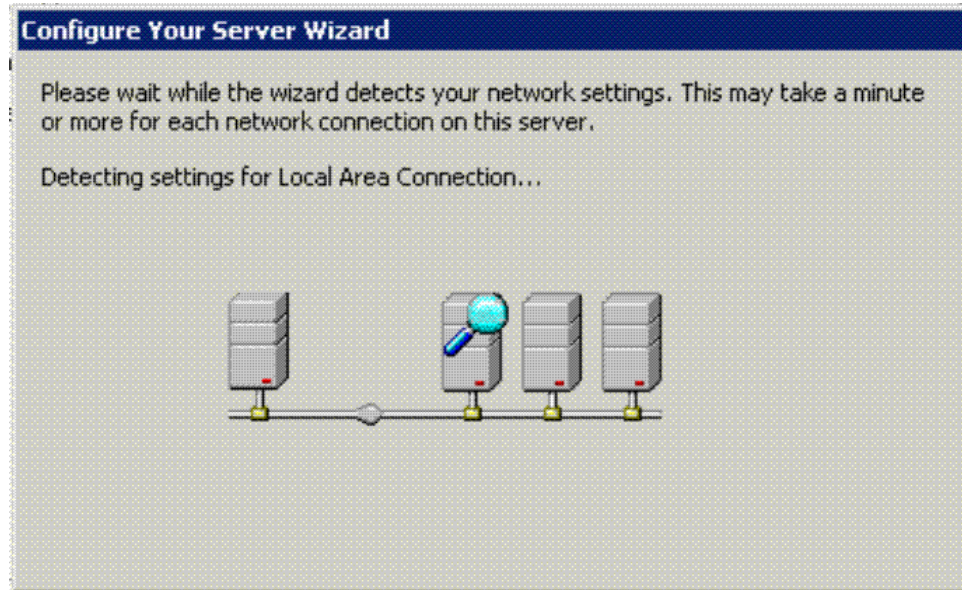 Configure Your Server Wizard
Please wait while the wizard detects your network settings. This may take a minute
or more for each network connection on this server.
Detecting settings for Local Area Connection...